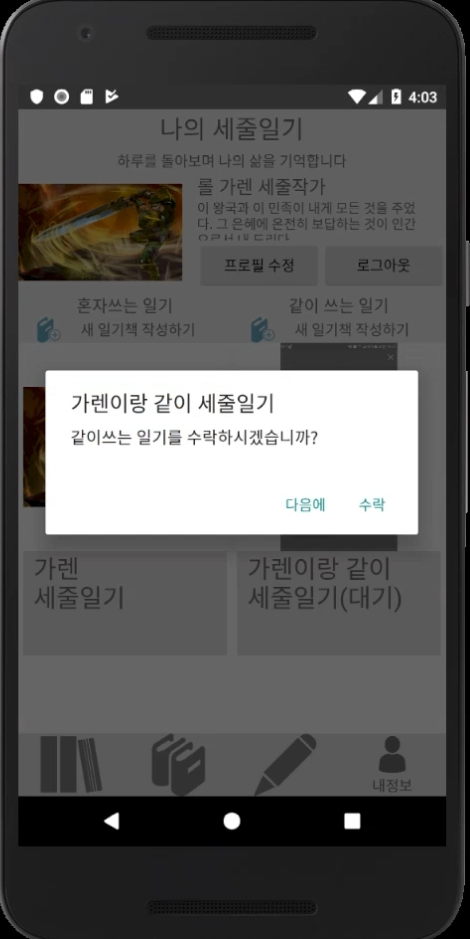 4:03
나의 세줄일기
하루를 돌아보며 나의 삶을 기억합니다
롤 가렌 세줄작가
이 왕국과 이 민족이 내게 모든 것을 주었
다. 그 은혜에 온전히 보답하는 것이 인간
프로필 수정
로그아웃
혼자쓰는 일기
새 일기책 작성하기
같이 쓰는 일기
새 일기책 작성하기
가렌이랑 같이 세줄일기
같이쓰는 일기를 수락하시겠습니까?
다음에
수락
가렌
세줄일기
가렌이랑 같이
세줄일기(대기)
내정보